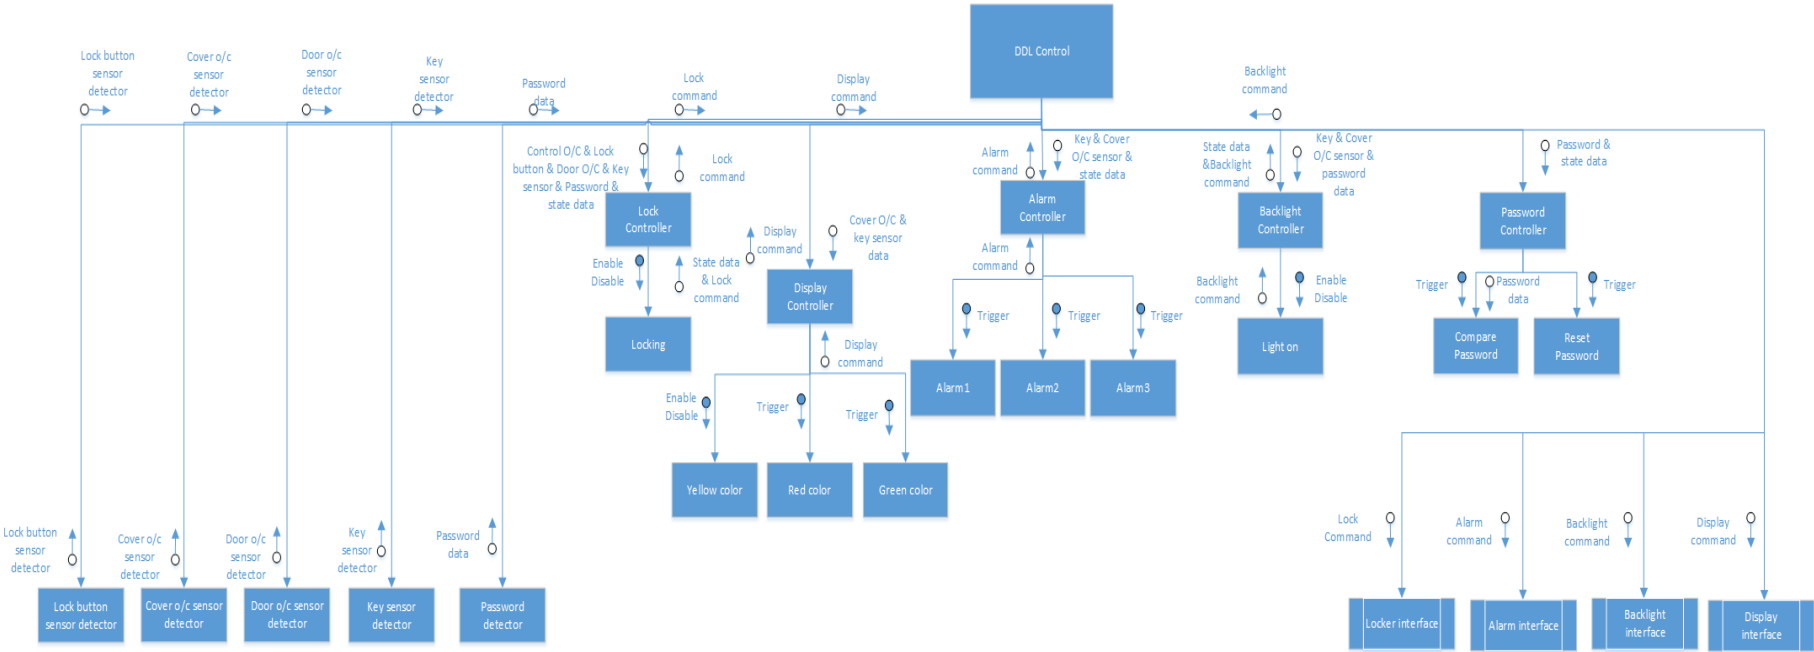 DDL Control
Lock button
sensor
detector
Cover o/c
sensor
detector
Door o/c
sensor
detector
Key
sensor
detector
Password
data
Lock
command
Display
command
Backlight
command
Control O/C & Lock
button & Door O/C & Key
sensor & Password &
state data
Lock
command
Alarm
command
Key & Cover
O/C sensor &
state data
State data
&Backlight
command
Key & Cover
O/C sensor &
password
data
Password &
state data
Lock
Controller
Alarm
Controller
Backlight
Controller
Password
Controller
Display
command
Cover O/C &
key sensor
data
Enable
Disable
State data
& Lock
command
Display
Controller
Alarm
command
Backlight
command
Enable
Disable
Trigger
Password
data
Trigger
Locking
Trigger
Trigger
Trigger
Light on
Compare
Password
Reset
Password
Display
command
Alarm1
Alarm2
Alarm3
Enable
Disable
Trigger
Trigger
Yellow color
Red color
Green color
Lock button
sensor
detector
Cover o/c
sensor
detector
Door o/c
sensor
detector
Key
sensor
detector
Password
data
Lock
Command
Alarm
command
Backlight
command
Display
command
Lock button
sensor detector
Cover o/c sensor
detector
Door o/c sensor
detector
Key sensor
detector
Password
detector
Locker interface
Alarm interface
Backlight
interface
Display
interface